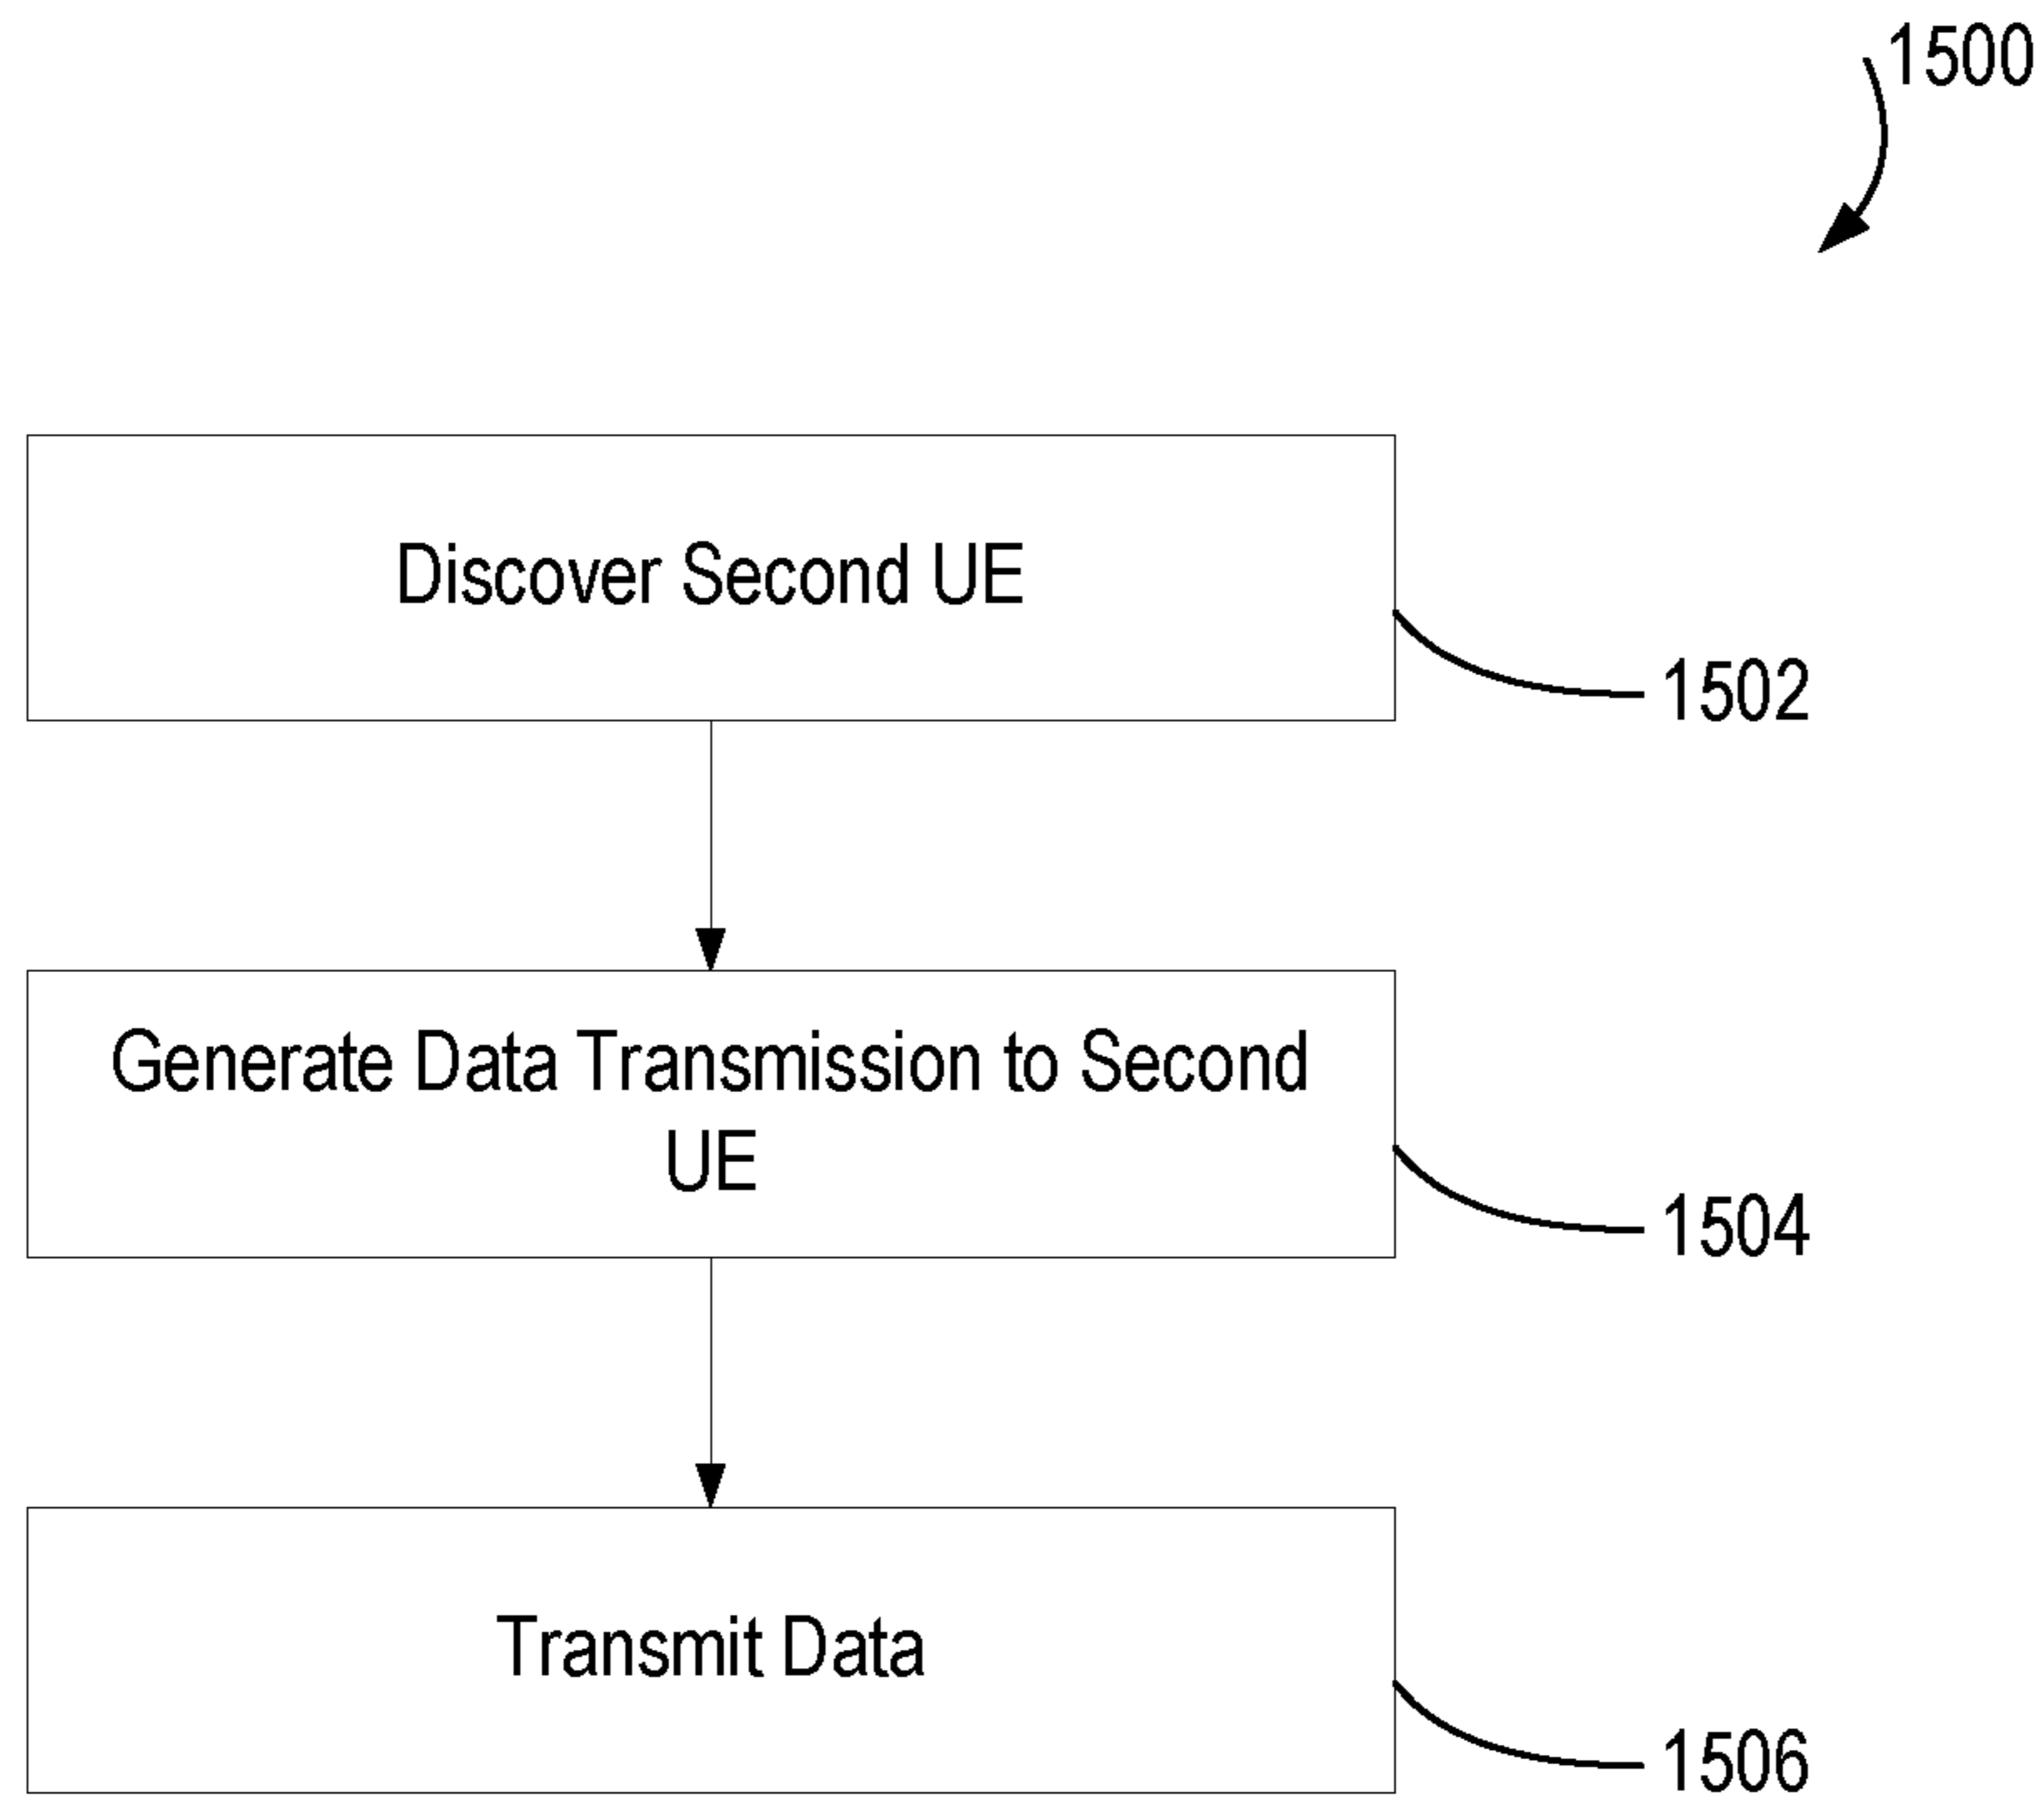 1500
Discover Second UE
1502
Generate Data Transmission to Second
UE
1504
Transmit Data
1506